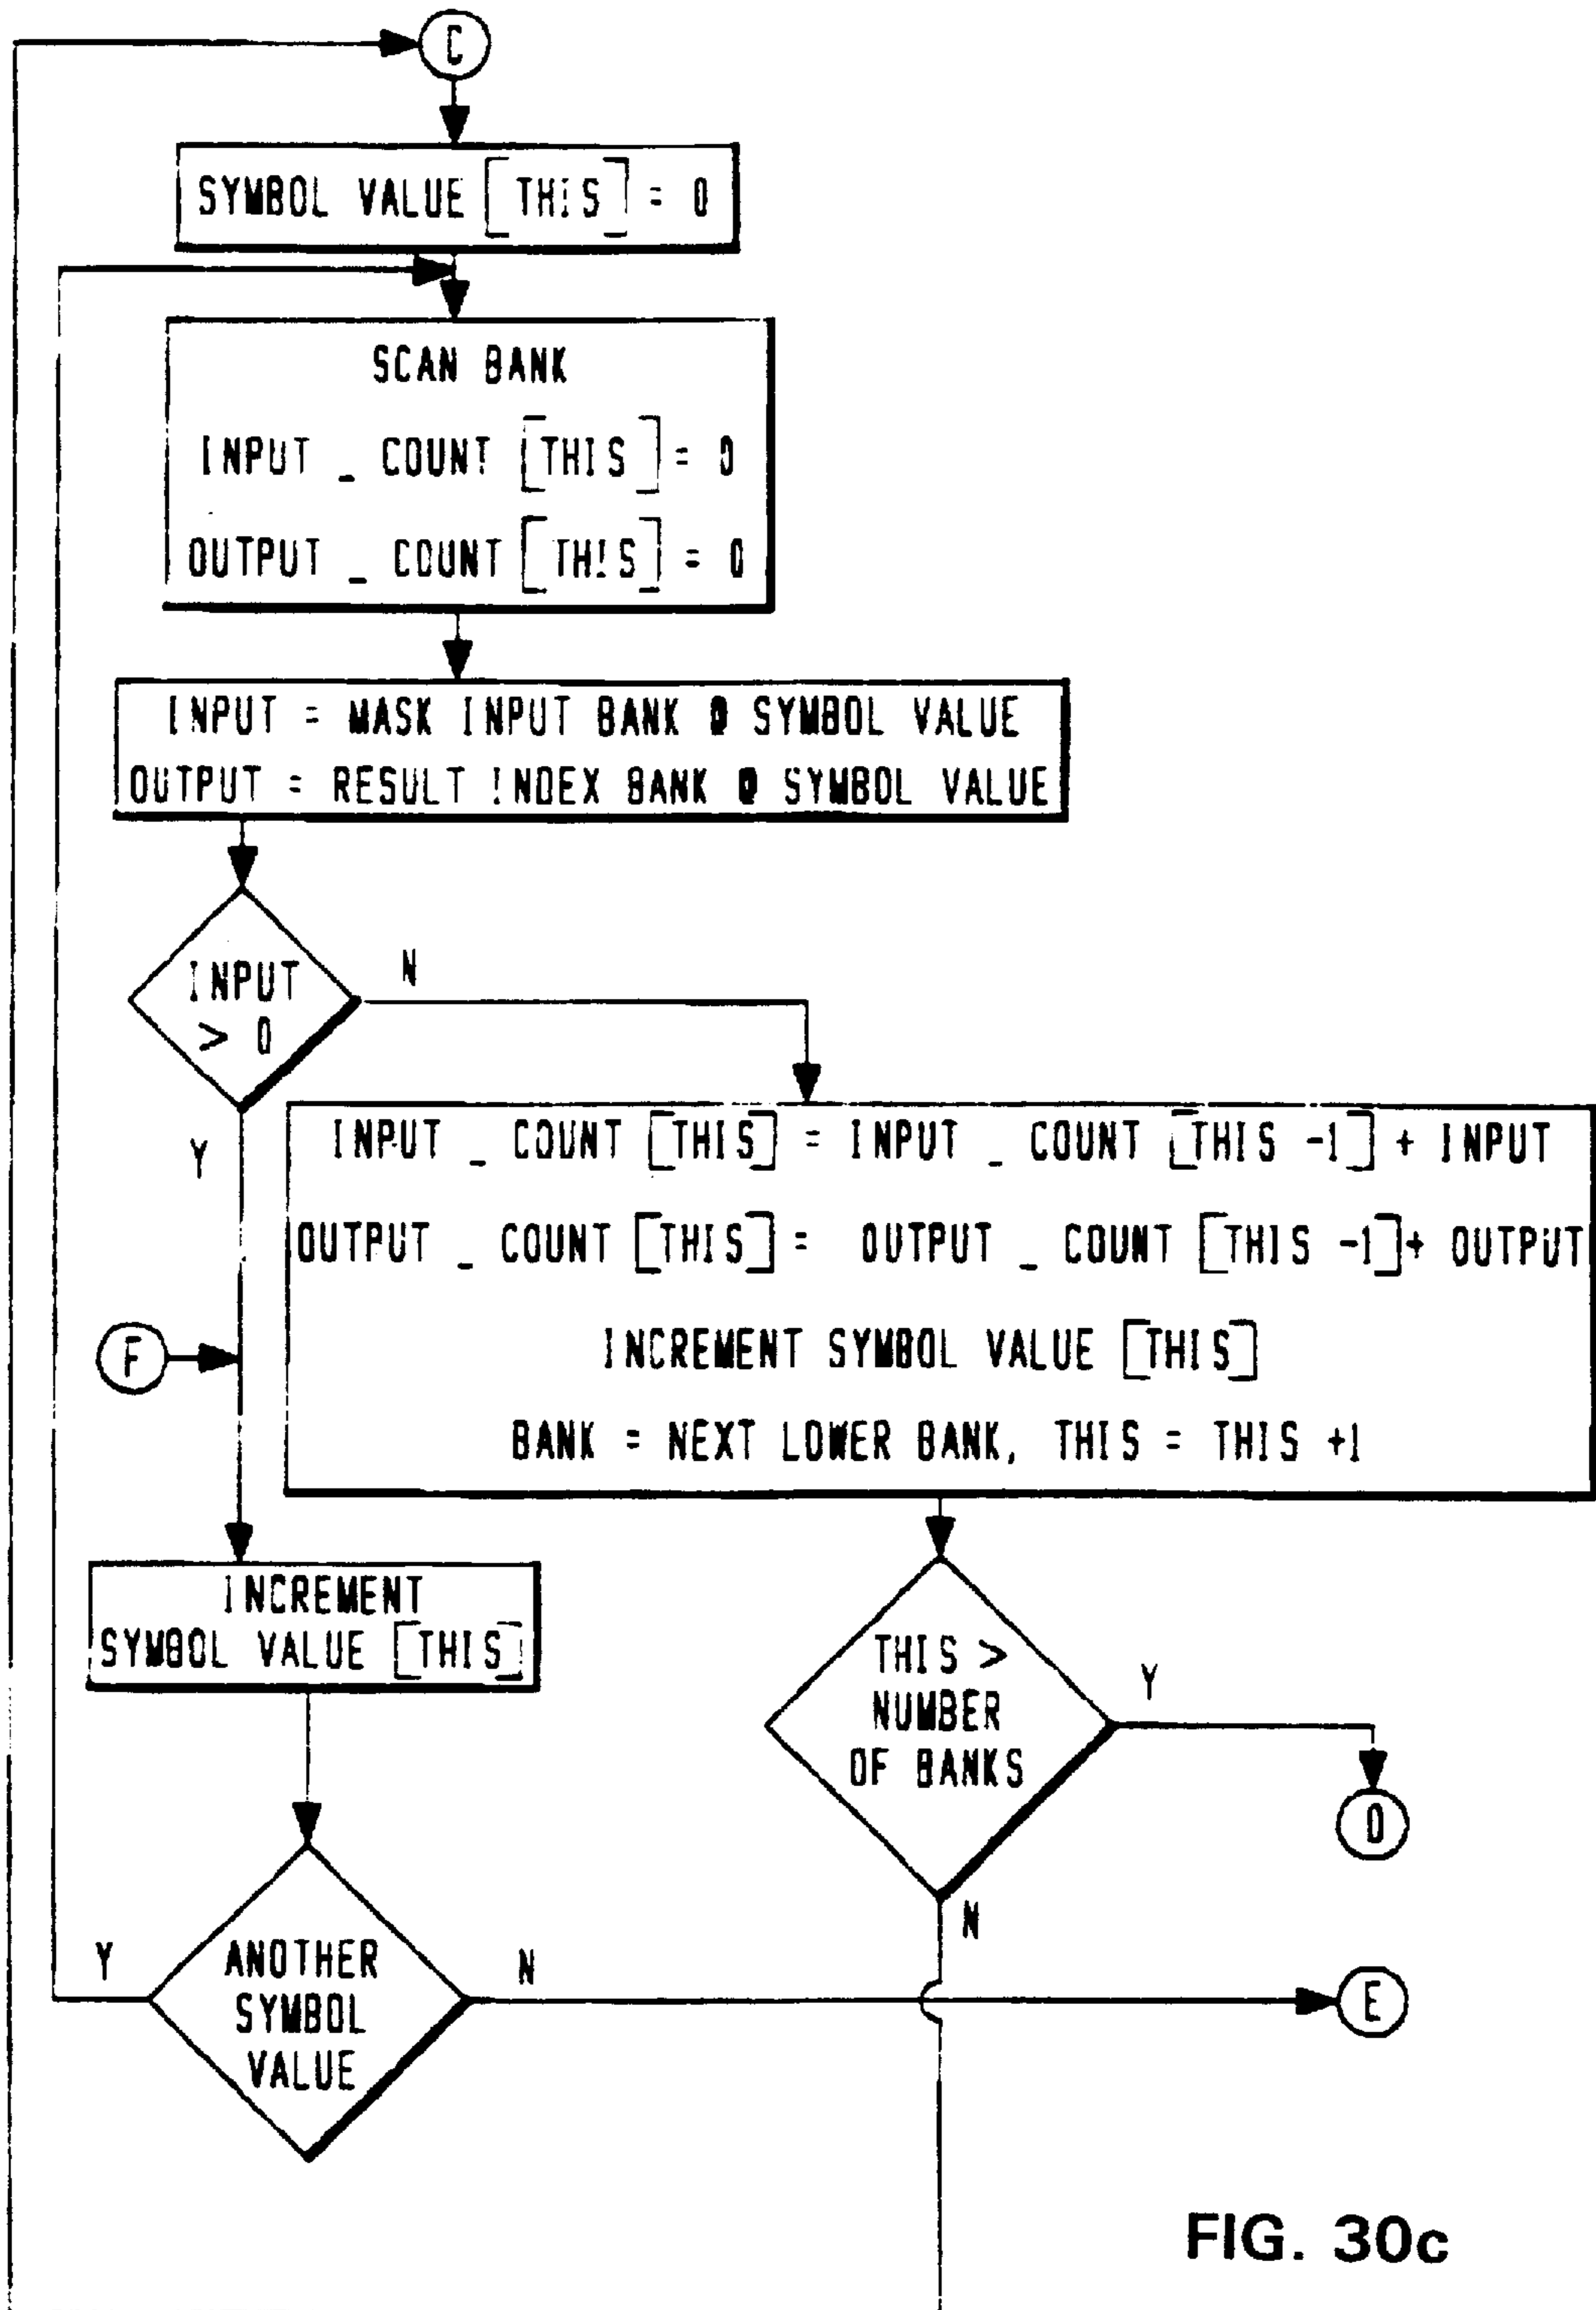 C
SYMBOL VALUE [THIS] = 0
SCAN BANK
INPUT _ COUNT [THIS] = 0
OUTPUT _ COUNT [THIS] = 0
INPUT = MASK INPUT BANK @ SYMBOL VALUE
OUTPUT = RESULT INDEX BANK @ SYMBOL VALUE
INPUT
> 0
N
Y
INPUT _ COUNT [THIS] = INPUT _ COUNT [THIS -1] + INPUT
OUTPUT _ COUNT [THIS] = OUTPUT _ COUNT [THIS -1]+ OUTPUT
INCREMENT SYMBOL VALUE [THIS]
BANK = NEXT LOWER BANK, THIS = THIS +1
F
INCREMENT
SYMBOL VALUE [THIS]
THIS >
NUMBER
OF BANKS
Y
D
N
ANOTHER
SYMBOL
VALUE
Y
N
E
FIG. 30c